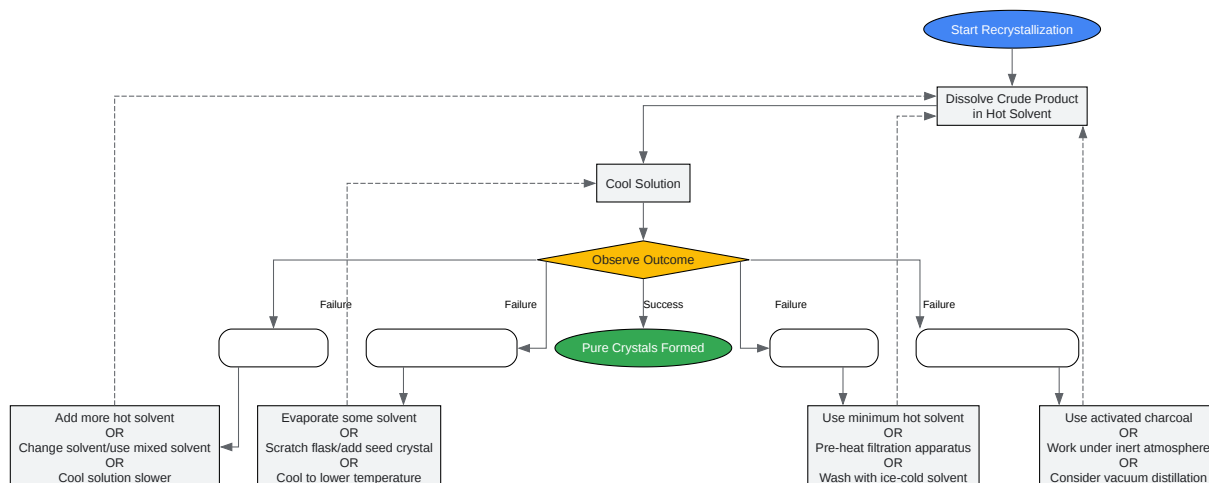 Start Recrystallization
Dissolve Crude Product
in Hot Solvent
Cool Solution
Observe Outcome
Failure
Failure
Success
Failure
Failure
Pure Crystals Formed
Add more hot solvent
OR
Change solvent/use mixed solvent
OR
Cool solution slower
Evaporate some solvent
OR
Scratch flask/add seed crystal
OR
Cool to lower temperature
Use minimum hot solvent
OR
Pre-heat filtration apparatus
OR
Wash with ice-cold solvent
Use activated charcoal
OR
Work under inert atmosphere
OR
Consider vacuum distillation